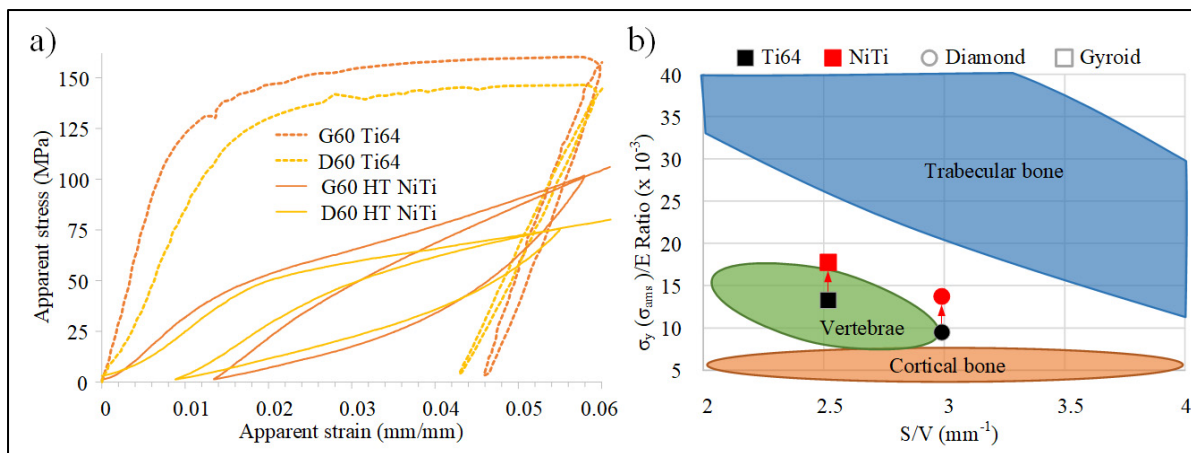 a)
150
125
100
75
50
25
0
Apparent stress (MPa)
G60 Ti64
D60 Ti64
G60 HT NiTi
D60 HT NiTi
0
0.01
0.02
0.03
0.04
0.05
0.06
Apparent strain (mm/mm)
b)
Ti64
NiTi
Diamond
Gyroid
40
35
30
25
20
15
10
5
σy (σams )/E Ratio (x 10-3)
Trabecular bone
Vertebrae
Cortical bone
2
2.5
3
3.5
4
S/V (mm-1)